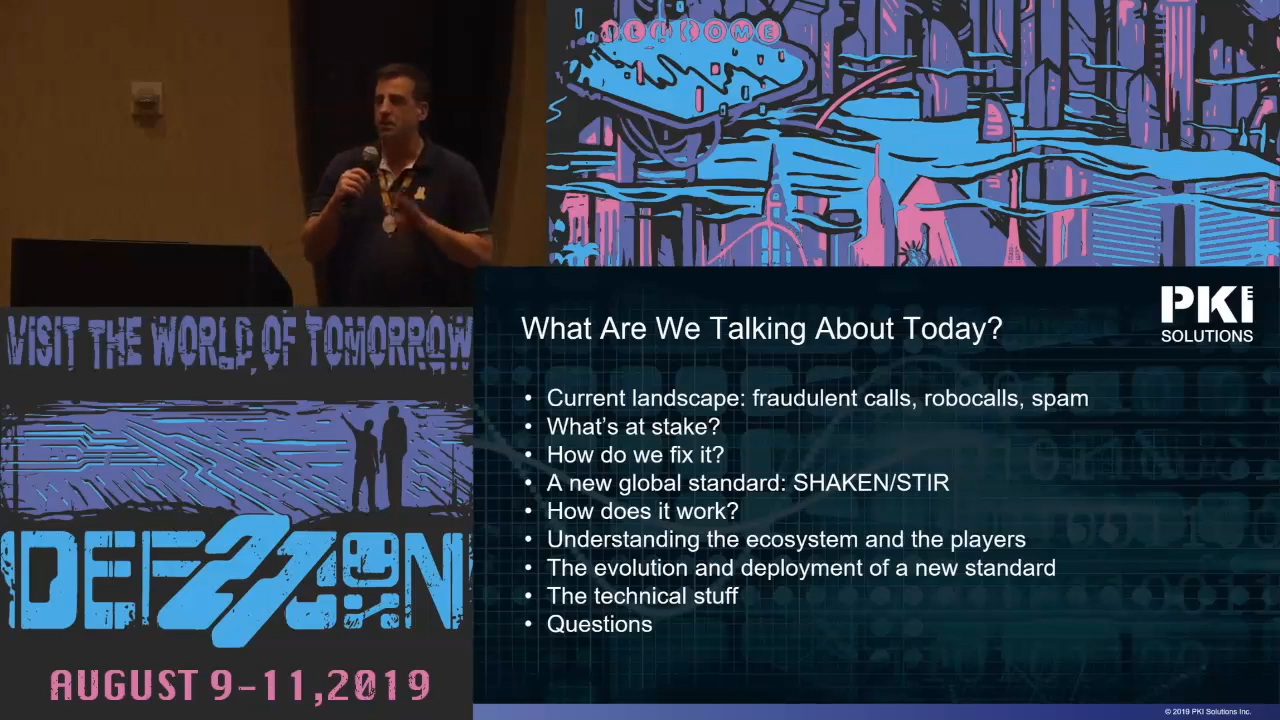 WELCOME
PKI
SOLUTIONS
What Are We Talking About Today?
• Current landscape: fraudulent calls, robocalls, spam
• What's at stake?
• How do we fix it?
• A new global standard: SHAKEN/STIR
• How does it work?
• Understanding the ecosystem and the players
• The evolution and deployment of a new standard
• The technical stuff
• Questions
© 2019 PKI Solutions Inc.
VISIT THE WORLD OF TOMORROW
DEF27CON
AUGUST 9-11,2019